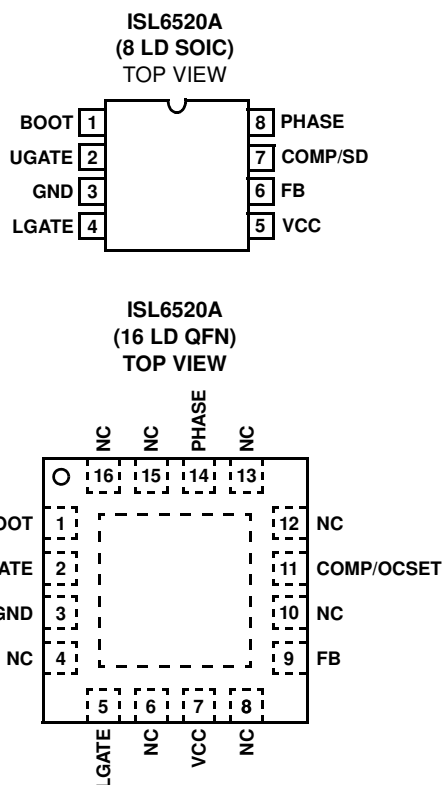 ISL6520A
(8 LD SOIC)
TOP VIEW
BOOT 1
8 PHASE
UGATE 2
7 COMP/SD
GND 3
6 FB
LGATE 4
5 VCC
ISL6520A
(16 LD QFN)
TOP VIEW
NC
NC
PHASE
NC
16
15
14
13
OOT 1
12 NC
ATE 2
11 COMP/OCSET
GND 3
10 NC
NC 4
9 FB
5
6
7
8
LGATE
NC
VCC
NC